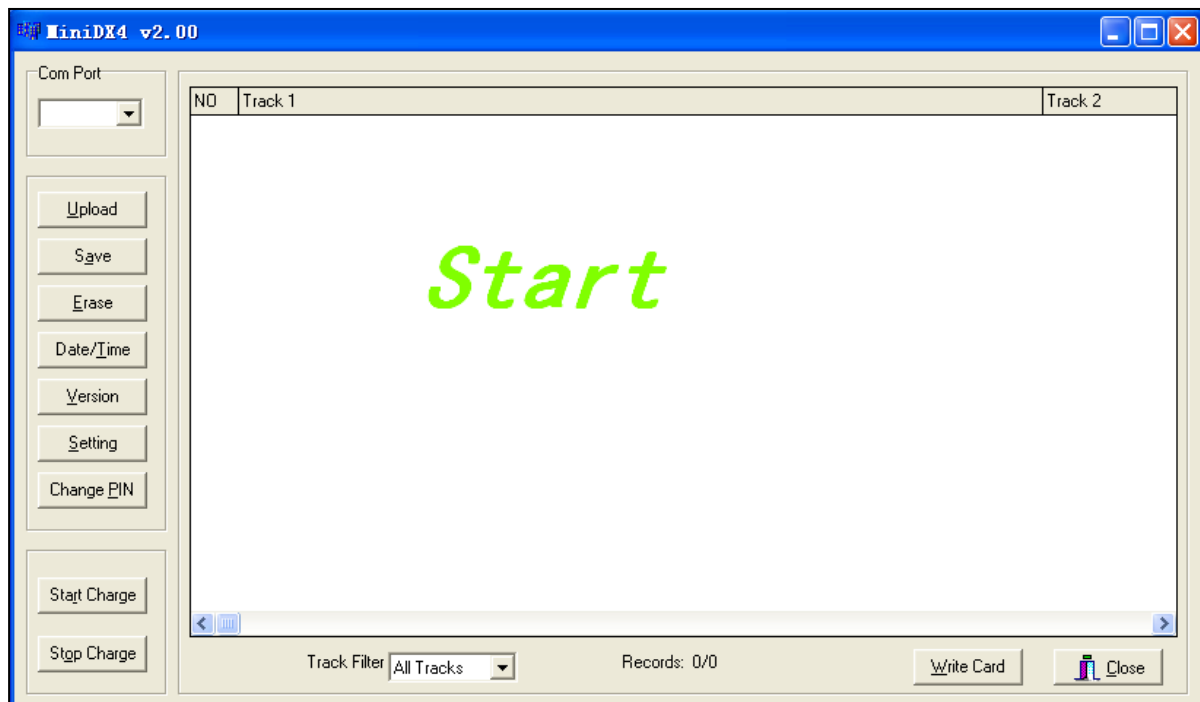 MiniDX4 v2.00
Com Port
NO Track 1 Track 2
Upload
Save
Erase
Date/Time
Version
Setting
Change PIN
Start
Start Charge
Stop Charge
Track Filter All Tracks Records: 0/0 Write Card Close